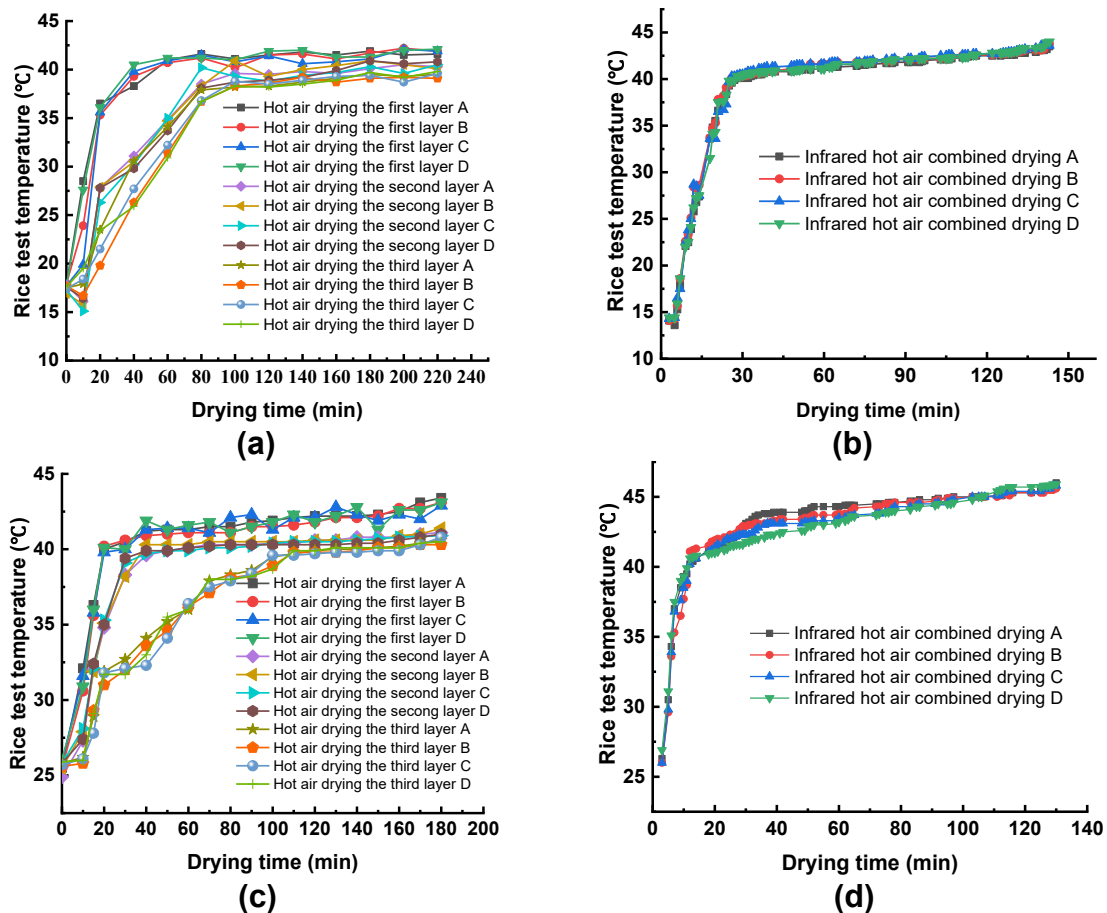 45
40
35
30
25
20
15
10
Rice test temperature (℃)
Hot air drying the first layer A
Hot air drying the first layer B
Hot air drying the first layer C
Hot air drying the first layer D
Hot air drying the second layer A
Hot air drying the second layer B
Hot air drying the second layer C
Hot air drying the second layer D
Hot air drying the third layer A
Hot air drying the third layer B
Hot air drying the third layer C
Hot air drying the third layer D
0 20 40 60 80 100 120 140 160 180 200 220 240
Drying time (min)
(a)
45
40
35
30
25
20
15
10
Rice test temperature (℃)
Infrared hot air combined drying A
Infrared hot air combined drying B
Infrared hot air combined drying C
Infrared hot air combined drying D
0 30 60 90 120 150
Drying time (min)
(b)
45
40
35
30
25
Rice test temperature (℃)
Hot air drying the first layer A
Hot air drying the first layer B
Hot air drying the first layer C
Hot air drying the first layer D
Hot air drying the second layer A
Hot air drying the second layer B
Hot air drying the second layer C
Hot air drying the second layer D
Hot air drying the third layer A
Hot air drying the third layer B
Hot air drying the third layer C
Hot air drying the third layer D
0 20 40 60 80 100 120 140 160 180 200
Drying time (min)
(c)
45
40
35
30
25
Rice test temperature (℃)
Infrared hot air combined drying A
Infrared hot air combined drying B
Infrared hot air combined drying C
Infrared hot air combined drying D
0 20 40 60 80 100 120 140
Drying time (min)
(d)